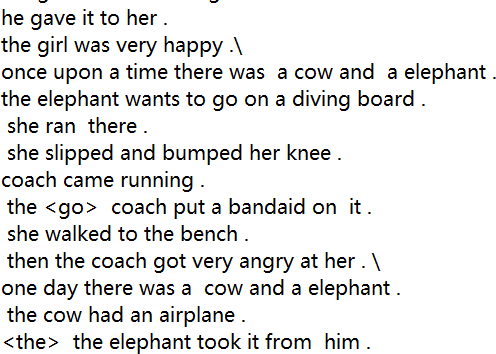 he gave it to her .
the girl was very happy .\
once upon a time there was  a cow and  a elephant .
the elephant wants to go on a diving board .
 she ran  there .
 she slipped and bumped her knee .
coach came running .
 the <go>  coach put a bandaid on  it .
 she walked to the bench .
 then the coach got very angry at her . \
one day there was a  cow and a elephant .
 the cow had an airplane .
<the>  the elephant took it from  him .